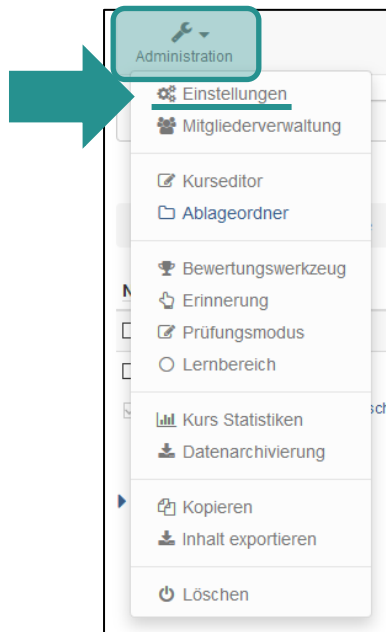 Administration
Einstellungen
Mitgliederverwaltung
Kurseditor
Ablageordner
Bewertungswerkzeug
Erinnerung
Prüfungsmodus
Lernbereich
Kurs Statistiken
Datenarchivierung
Kopieren
Inhalt exportieren
Löschen